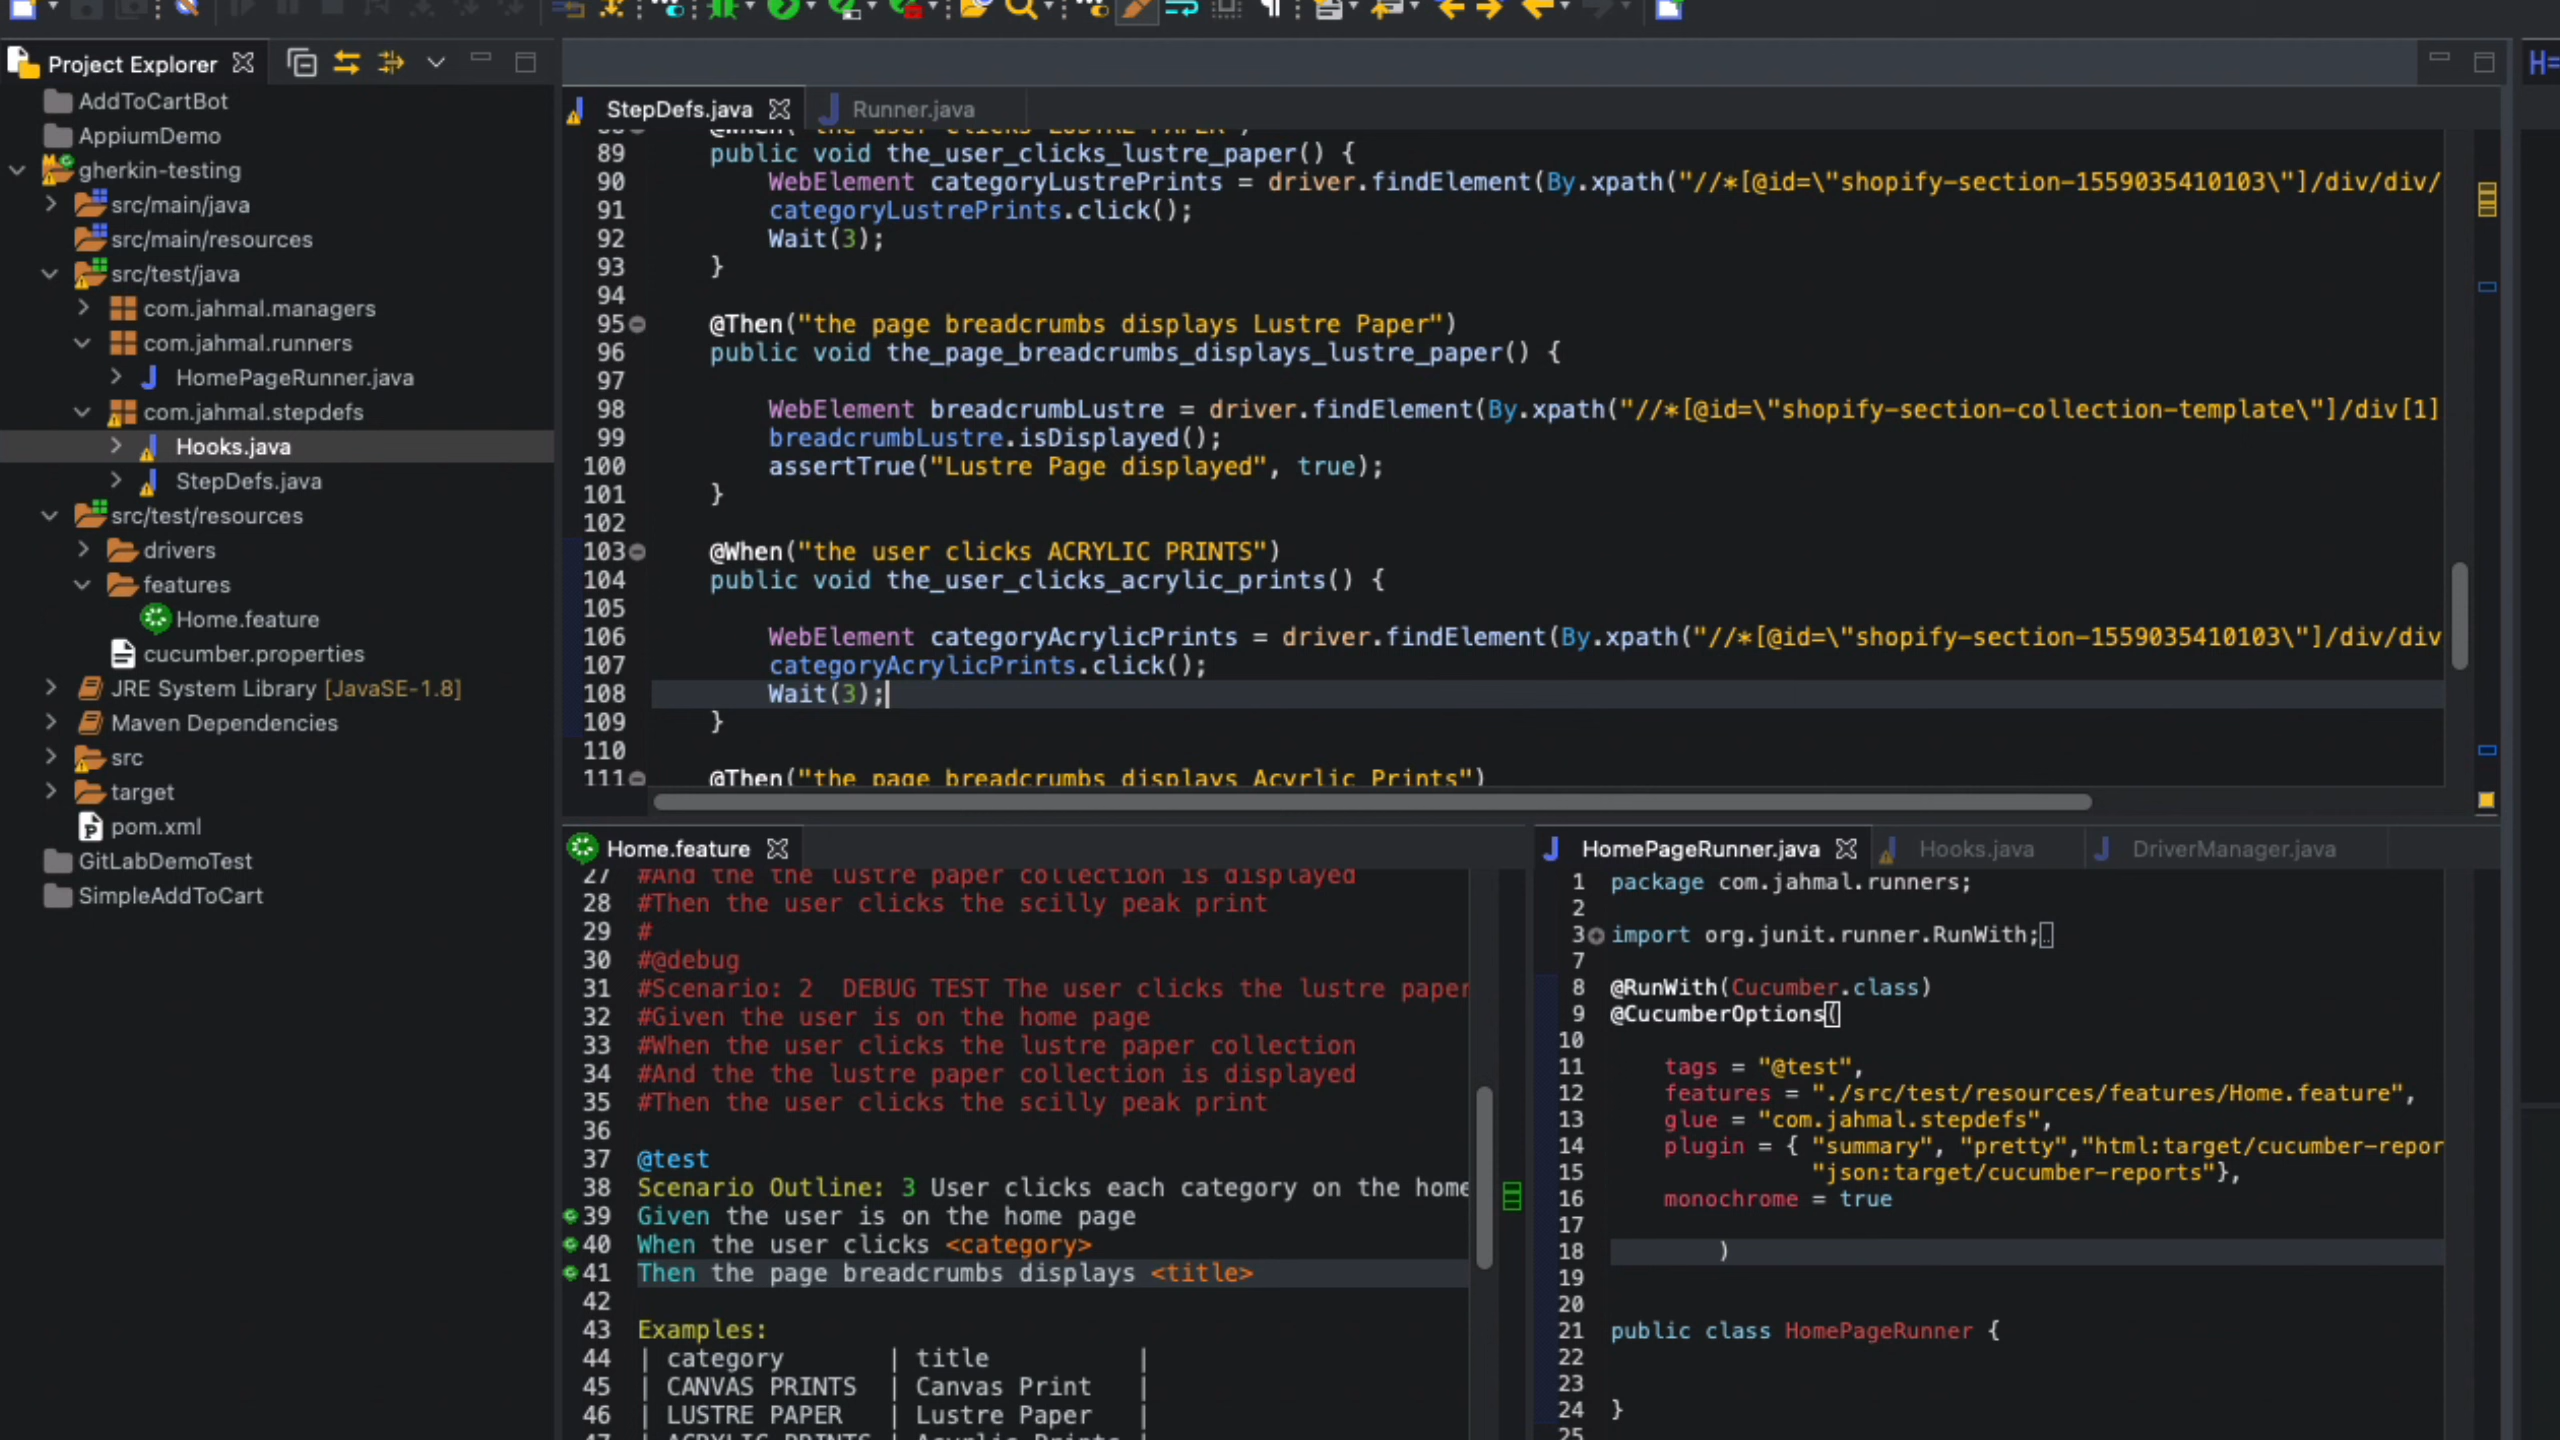 Project Explorer
AddToCartBot
AppiumDemo
gherkin-testing
src/main/java
src/main/resources
src/test/java
com.jahmal.managers
com.jahmal.runners
HomePageRunner.java
com.jahmal.stepdefs
Hooks.java
StepDefs.java
src/test/resources
drivers
features
Home.feature
cucumber.properties
JRE System Library [JavaSE-1.8]
Maven Dependencies
src
target
pom.xml
GitLabDemoTest
SimpleAddToCart
StepDefs.java
Runner.java
88 @When("the user clicks LUSTRE PAPER")
89 public void the_user_clicks_lustre_paper() {
90 WebElement categoryLustrePrints = driver.findElement(By.xpath("//*[@id=\"shopify-section-1559035410103\"]/div/div/
91 categoryLustrePrints.click();
92 Wait(3);
93 }
94
95 @Then("the page breadcrumbs displays Lustre Paper")
96 public void the_page_breadcrumbs_displays_lustre_paper() {
97
98 WebElement breadcrumbLustre = driver.findElement(By.xpath("//*[@id=\"shopify-section-collection-template\"]/div[1]
99 breadcrumbLustre.isDisplayed();
100 assertTrue("Lustre Page displayed", true);
101 }
102
103 @When("the user clicks ACRYLIC PRINTS")
104 public void the_user_clicks_acrylic_prints() {
105
106 WebElement categoryAcrylicPrints = driver.findElement(By.xpath("//*[@id=\"shopify-section-1559035410103\"]/div/div
107 categoryAcrylicPrints.click();
108 Wait(3);
109 }
110
111 @Then("the page breadcrumbs displays Acyrlic Prints")
Home.feature
27 #And the the lustre paper collection is displayed
28 #Then the user clicks the scilly peak print
29 #
30 #@debug
31 #Scenario: 2  DEBUG TEST The user clicks the lustre paper
32 #Given the user is on the home page
33 #When the user clicks the lustre paper collection
34 #And the the lustre paper collection is displayed
35 #Then the user clicks the scilly peak print
36
37 @test
38 Scenario Outline: 3 User clicks each category on the home
39 Given the user is on the home page
40 When the user clicks <category>
41 Then the page breadcrumbs displays <title>
42
43 Examples:
44 | category | title |
45 | CANVAS PRINTS | Canvas Print |
46 | LUSTRE PAPER | Lustre Paper |
47 | ACRYLIC PRINTS | Prints |
HomePageRunner.java
Hooks.java
DriverManager.java
1 package com.jahmal.runners;
2
3 import org.junit.runner.RunWith;
7
8 @RunWith(Cucumber.class)
9 @CucumberOptions(
10
11 tags = "@test",
12 features = "./src/test/resources/features/Home.feature",
13 glue = "com.jahmal.stepdefs",
14 plugin = { "summary", "pretty","html:target/cucumber-repor
15 "json:target/cucumber-reports"},
16 monochrome = true
17
18 )
19
20
21 public class HomePageRunner {
22
23
24 }
25